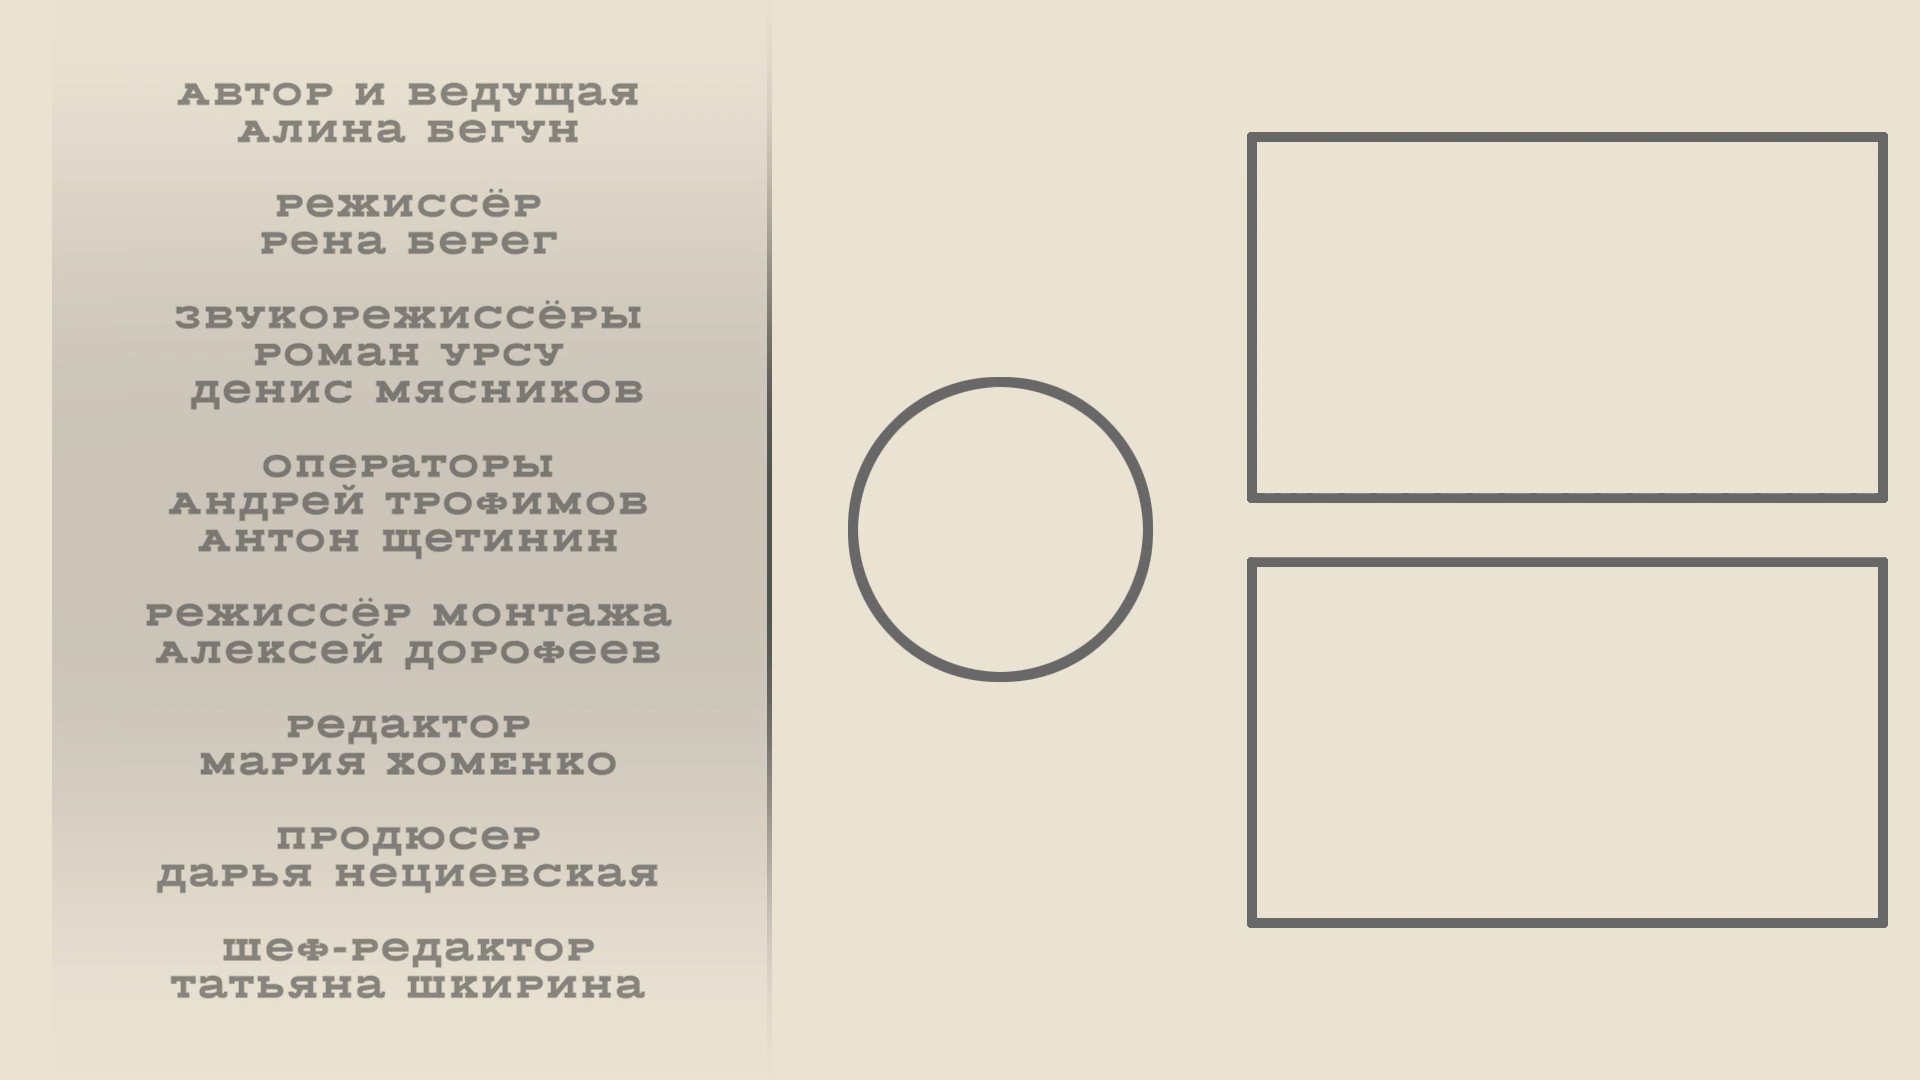 автор и ведущая
алина бегун
режиссёр
рена берег
звукорежиссёры
роман урсу
денис мясников
операторы
андрей трофимов
антон щетинин
режиссёр монтажа
алексей дорофеев
редактор
мария хоменко
продюсер
дарья нециевская
шеф-редактор
татьяна шкирина